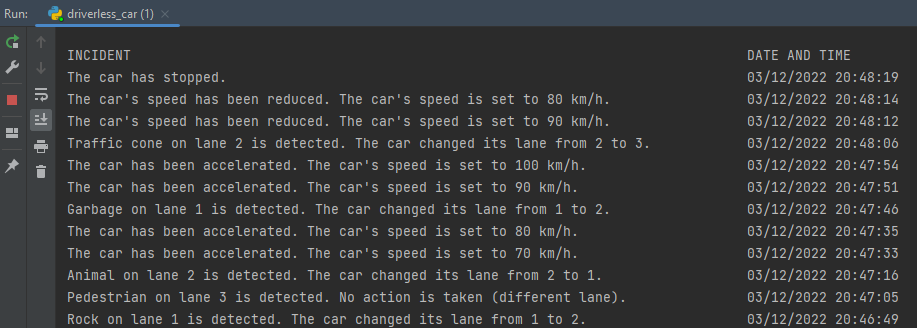 Run: driverless_car (1)
INCIDENT DATE AND TIME
The car has stopped. 03/12/2022 20:48:19
The car's speed has been reduced. The car's speed is set to 80 km/h. 03/12/2022 20:48:14
The car's speed has been reduced. The car's speed is set to 90 km/h. 03/12/2022 20:48:12
Traffic cone on lane 2 is detected. The car changed its lane from 2 to 3. 03/12/2022 20:48:06
The car has been accelerated. The car's speed is set to 100 km/h. 03/12/2022 20:47:54
The car has been accelerated. The car's speed is set to 90 km/h. 03/12/2022 20:47:51
Garbage on lane 1 is detected. The car changed its lane from 1 to 2. 03/12/2022 20:47:46
The car has been accelerated. The car's speed is set to 80 km/h. 03/12/2022 20:47:35
The car has been accelerated. The car's speed is set to 70 km/h. 03/12/2022 20:47:33
Animal on lane 2 is detected. The car changed its lane from 2 to 1. 03/12/2022 20:47:16
Pedestrian on lane 3 is detected. No action is taken (different lane). 03/12/2022 20:47:05
Rock on lane 1 is detected. The car changed its lane from 1 to 2. 03/12/2022 20:46:49